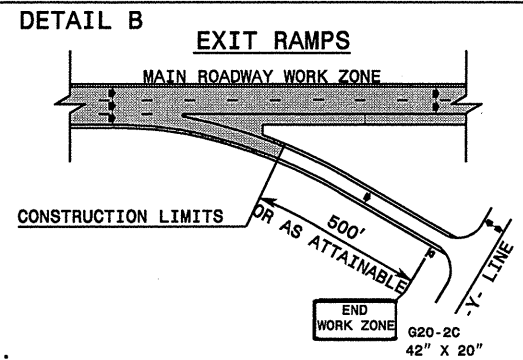 DETAIL B
EXIT RAMPS
MAIN ROADWAY WORK ZONE
CONSTRUCTION LIMITS
500'
OR AS ATTAINABLE
-Y- LINE
END
WORK ZONE
G20-2C
42" X 20"